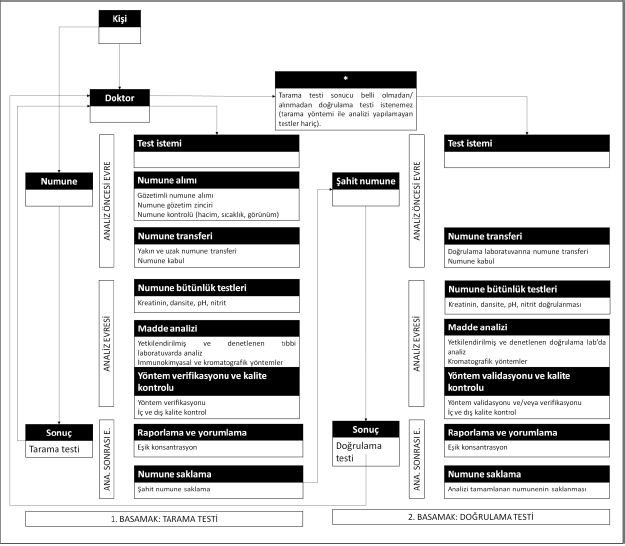 Kişi
Doktor
*
Tarama testi sonucu belli olmadan/
alınmadan doğrulama testi istenemez
(tarama yöntemi ile analizi yapılamayan
testler hariç).
ANALİZ ÖNCESİ EVRE
Test istemi
Numune
Numune alımı
Gözetimli numune alımı
Numune gözetim zinciri
Numune kontrolü (hacim, sıcaklık, görünüm)
Numune transferi
Yakın ve uzak numune transferi
Numune kabul
ANALİZ EVRESİ
Numune bütünlük testleri
Kreatinin, dansite, pH, nitrit
Madde analizi
Yetkilendirilmiş ve denetlenen tıbbi
laboratuvarda analiz
Immunokimyasal ve kromatografik yöntemler
Yöntem verifikasyonu ve kalite
kontrolu
Yöntem verifikasyonu
İç ve dış kalite kontrol
ANA. SONRASI E.
Sonuç
Tarama testi
Raporlama ve yorumlama
Eşik konsantrasyon
Numune saklama
Şahit numune saklama
1. BASAMAK: TARAMA TESTİ
Şahit numune
ANALİZ ÖNCESİ EVRE
Test istemi
Numune transferi
Doğrulama laboratuvarına numune transferi
Numune kabul
ANALİZ EVRESİ
Numune bütünlük testleri
Kreatinin, dansite, pH, nitrit doğrulanması
Madde analizi
Yetkilendirilmiş ve denetlenen doğrulama lab'da
analiz
Kromatografik yöntemler
Yöntem validasyonu ve kalite
kontrolu
Yöntem validasyonu ve/veya verifikasyonu
İç ve dış kalite kontrol
ANA. SONRASI E.
Sonuç
Doğrulama
testi
Raporlama ve yorumlama
Eşik konsantrasyon
Numune saklama
Analizi tamamlanan numunenin saklanması
2. BASAMAK: DOĞRULAMA TESTİ